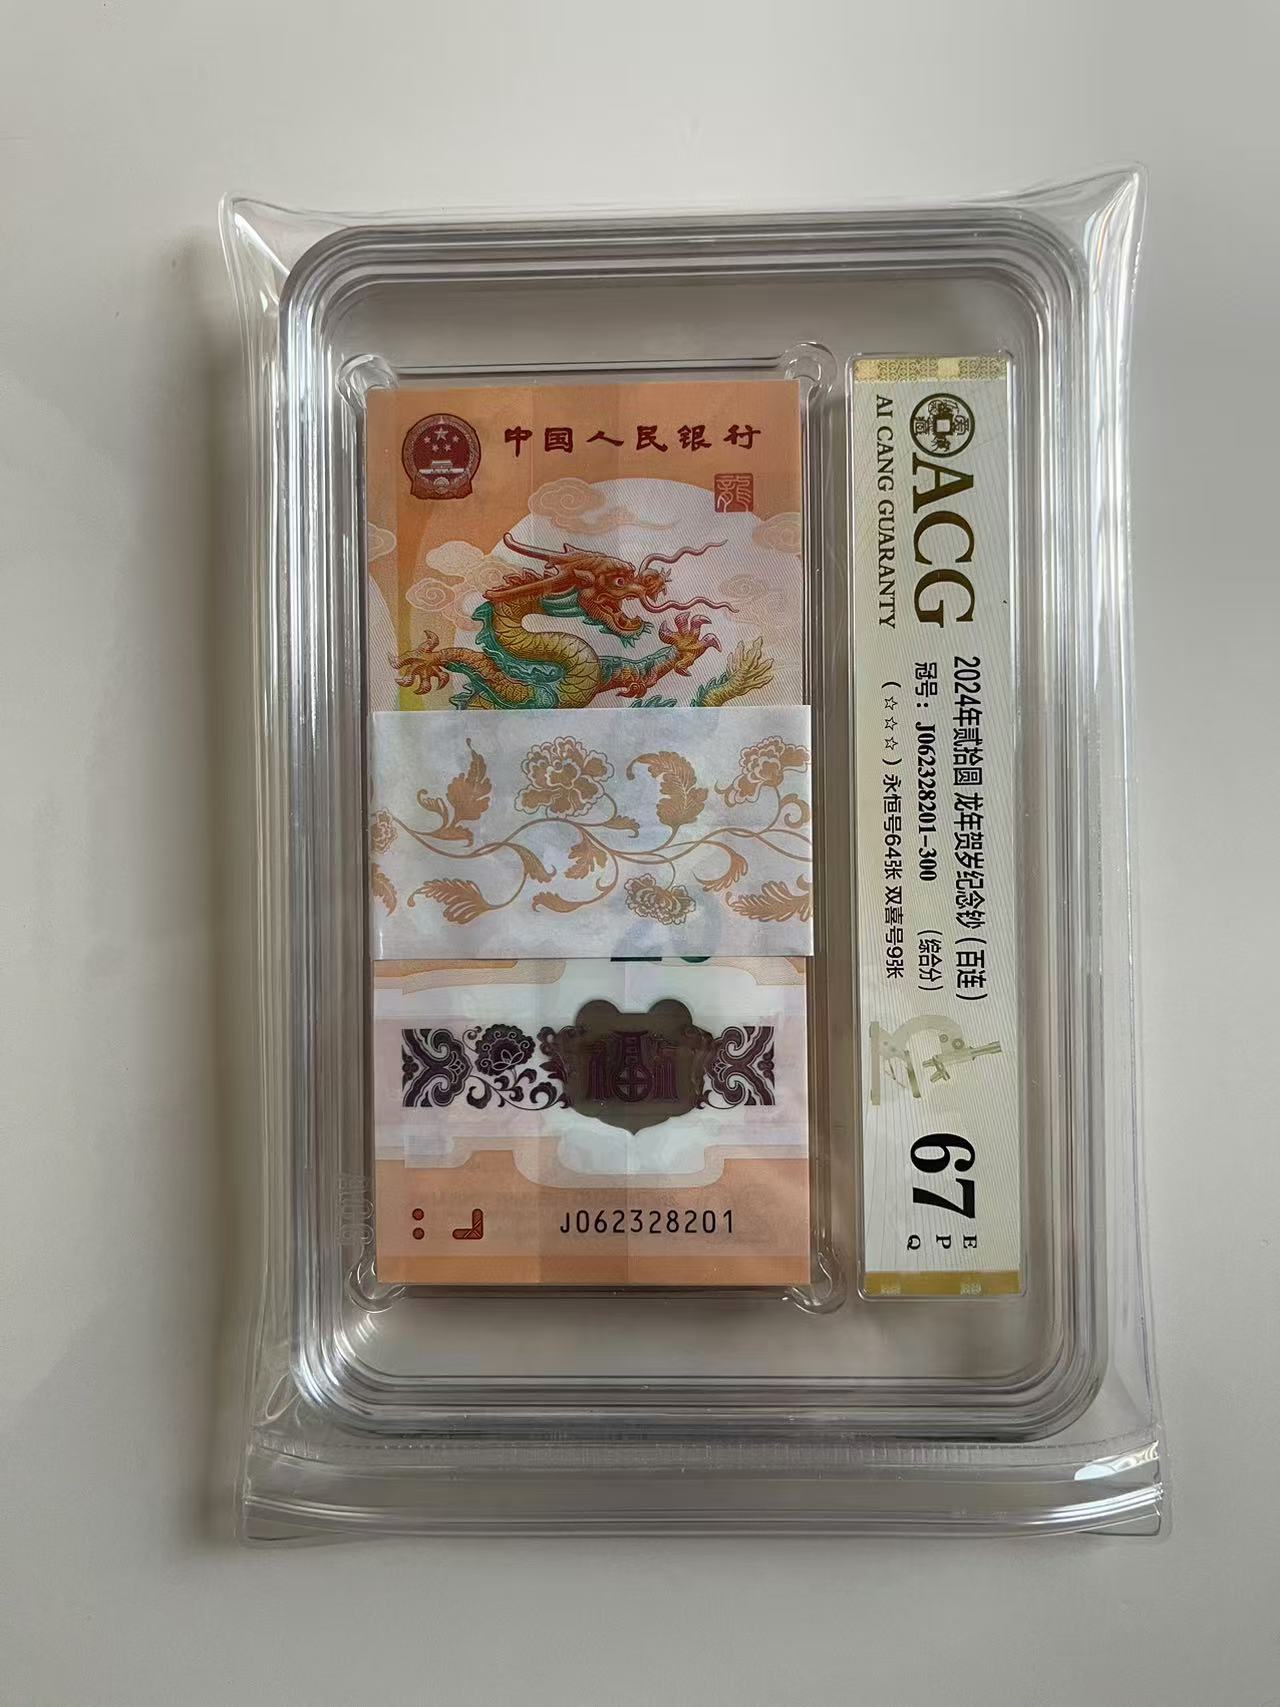 中国人民银行
龍
福
J062328201
ACG
AI CANG GUARANTY
2024年贰拾圆 龙年贺岁纪念钞（百连）
冠号：J062328201-300 （综合分）
（☆☆☆）永恒号64张 双喜号9张
67
E
P
Q